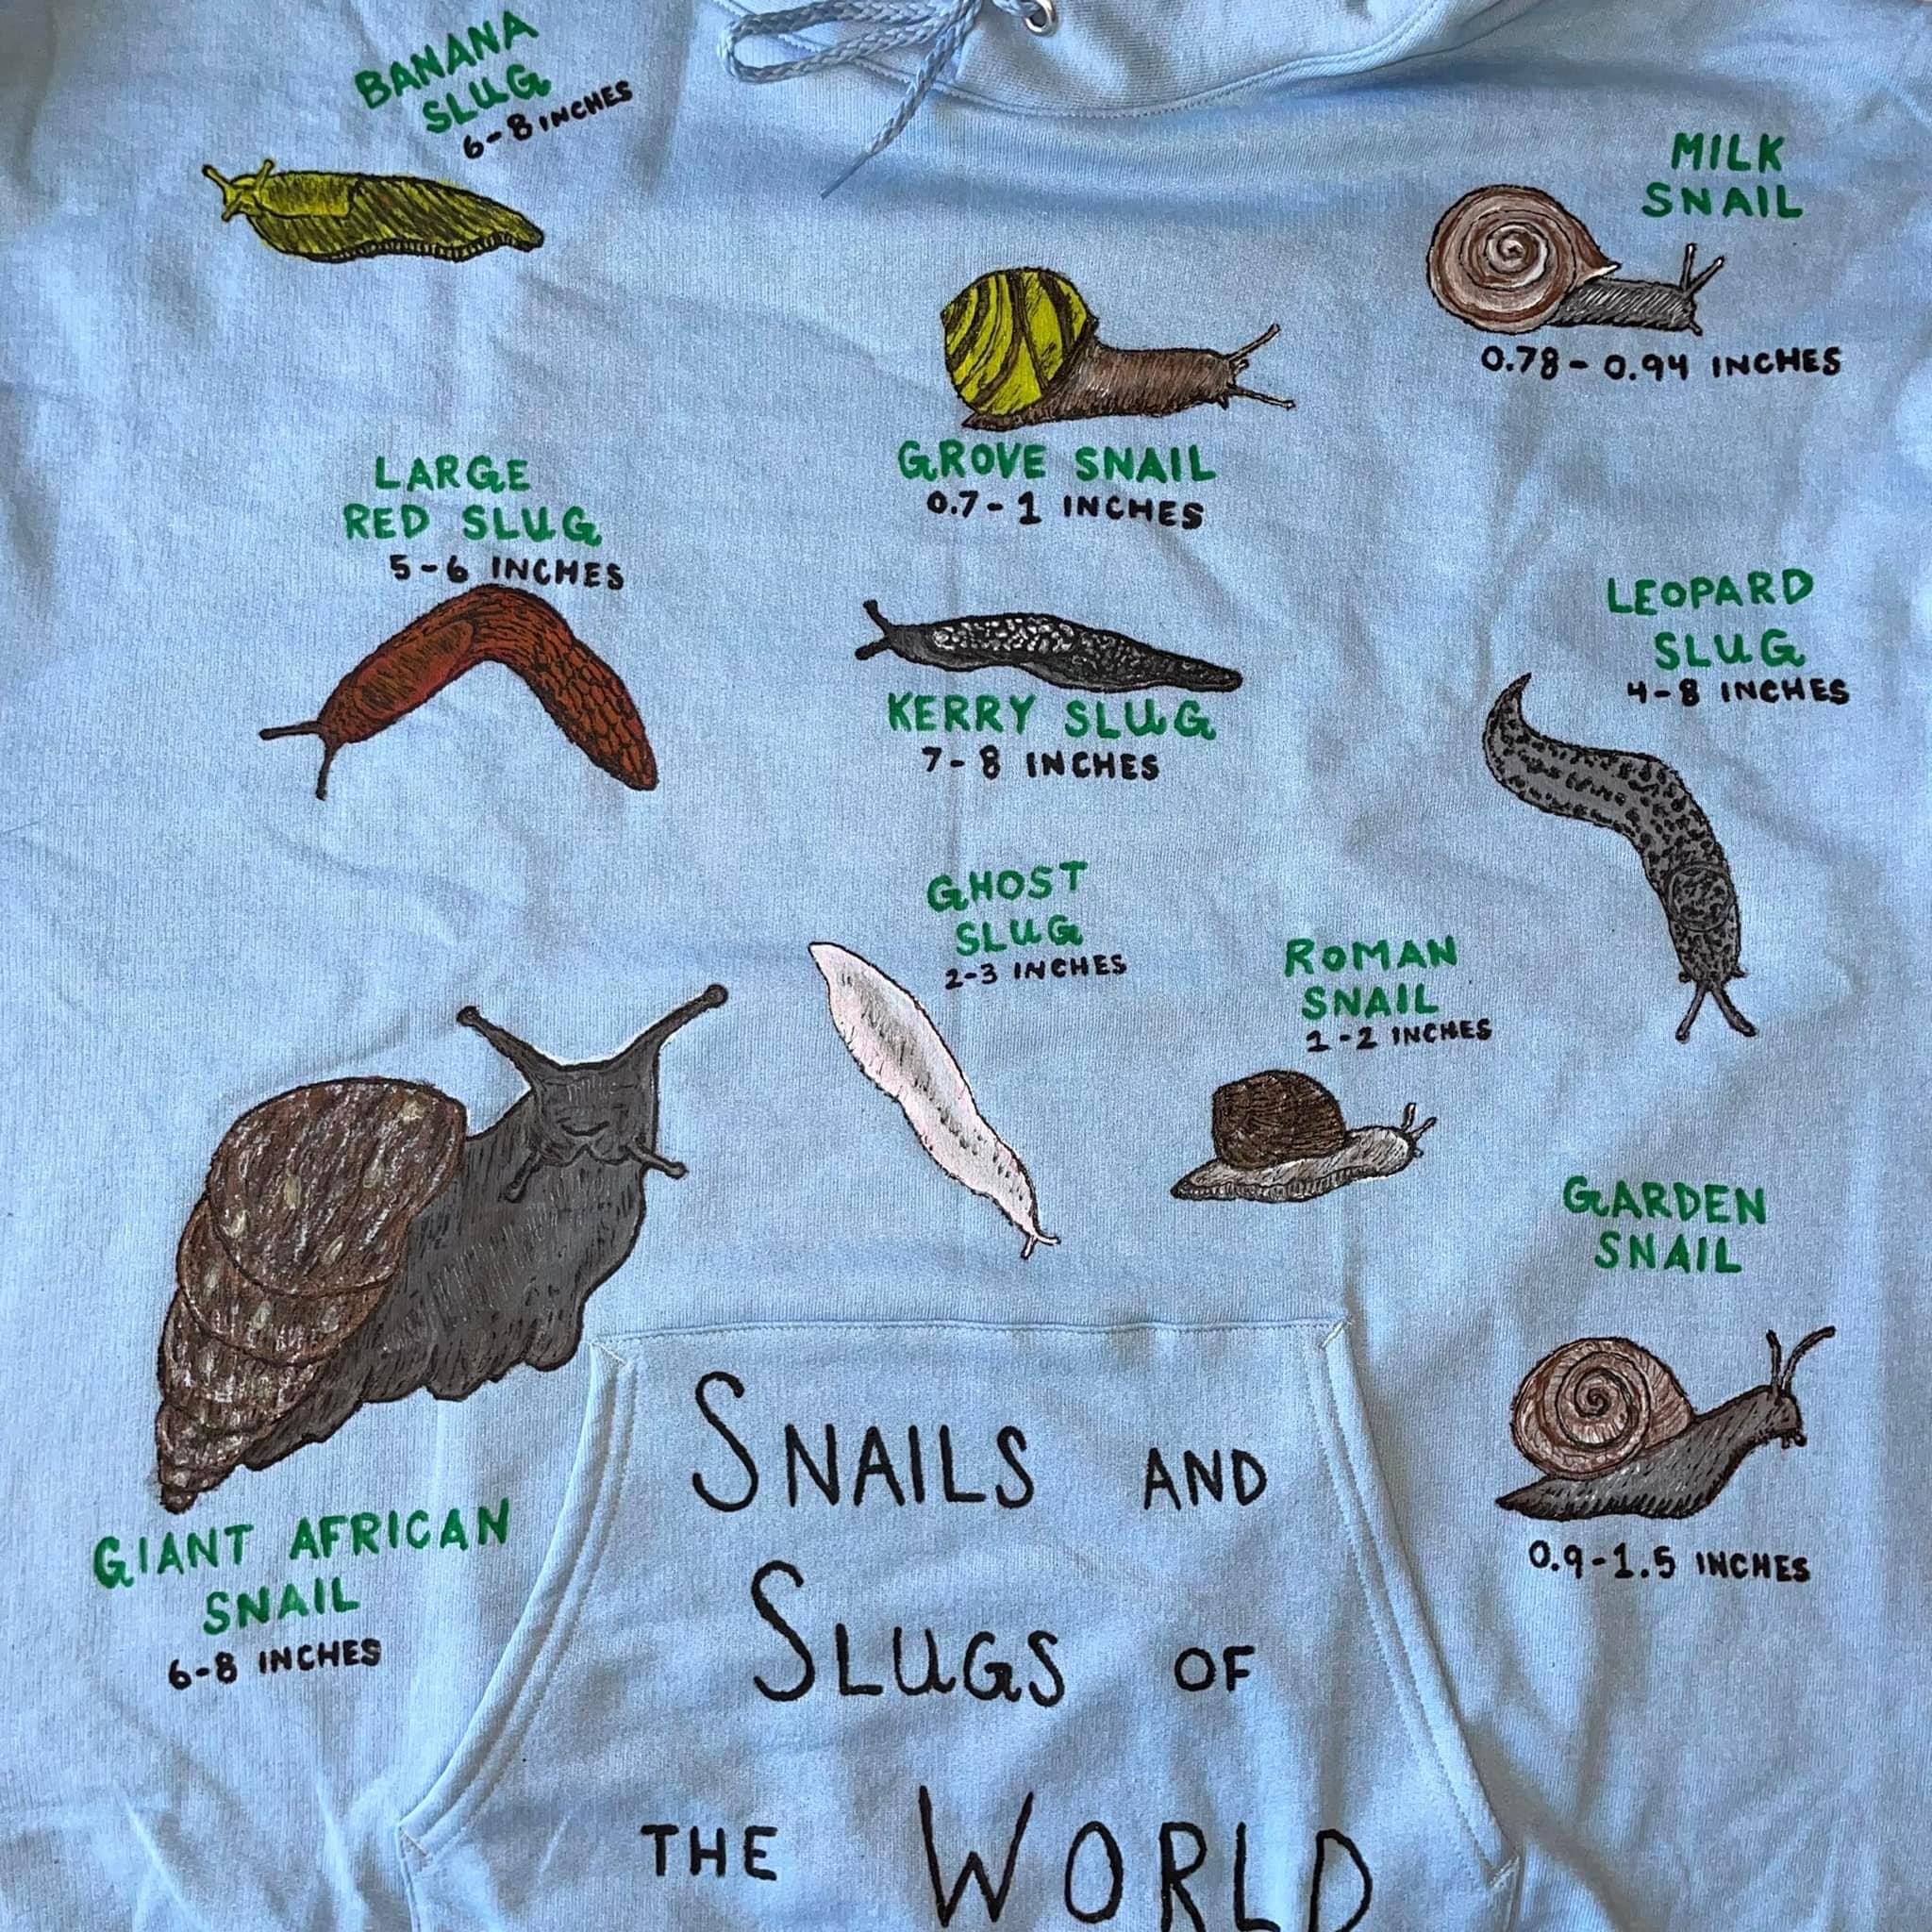 BANANA
SLUG
6-8 INCHES
MILK
SNAIL
0.78-0.94 INCHES
GROVE SNAIL
0.7-1 INCHES
LARGE
RED SLUG
5-6 INCHES
KERRY SLUG
7-8 INCHES
LEOPARD
SLUG
4-8 INCHES
GHOST
SLUG
2-3 INCHES
ROMAN
SNAIL
1-2 INCHES
GARDEN
SNAIL
0.9-1.5 INCHES
GIANT AFRICAN
SNAIL
6-8 INCHES
SNAILS AND
SLUGS OF
THE WORLD